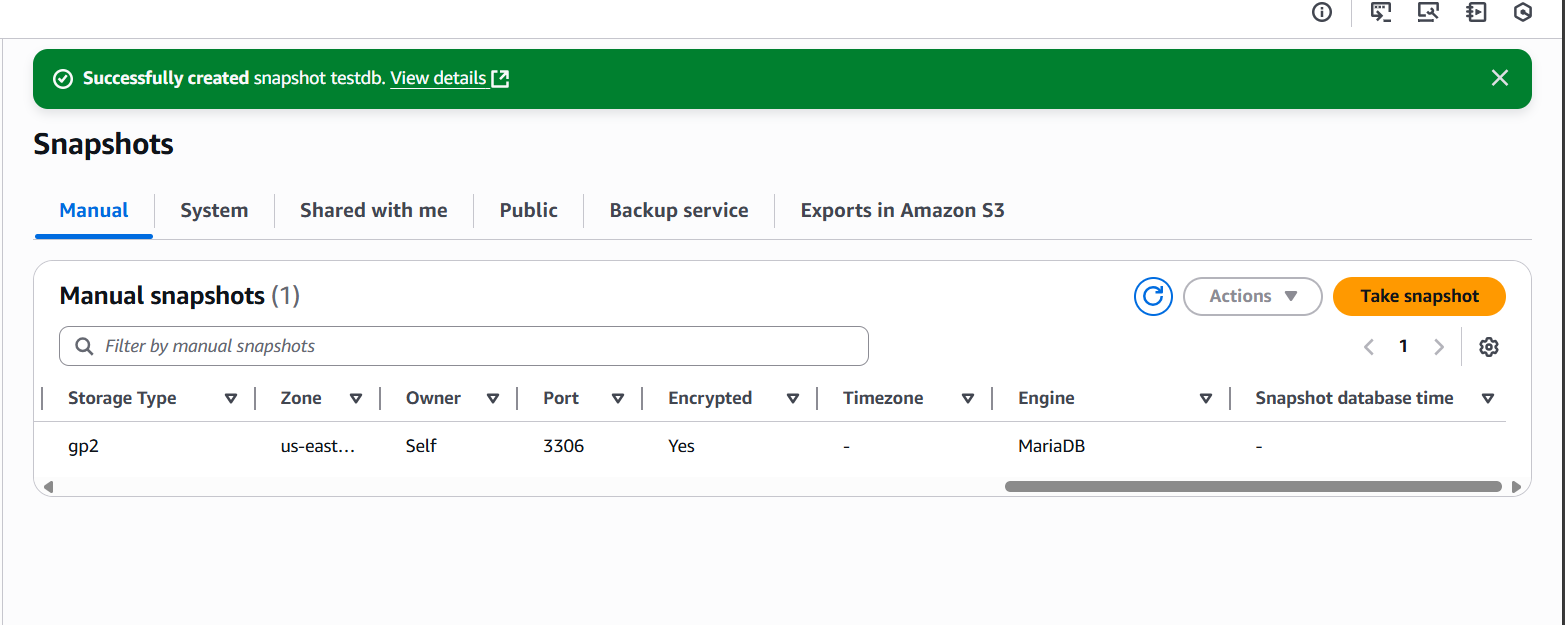 Successfully created snapshot testdb. View details
Snapshots
Manual System Shared with me Public Backup service Exports in Amazon S3
Manual snapshots (1) Actions Take snapshot
Filter by manual snapshots 1
Storage Type Zone Owner Port Encrypted Timezone Engine Snapshot database time
gp2 us-east... Self 3306 Yes - MariaDB -